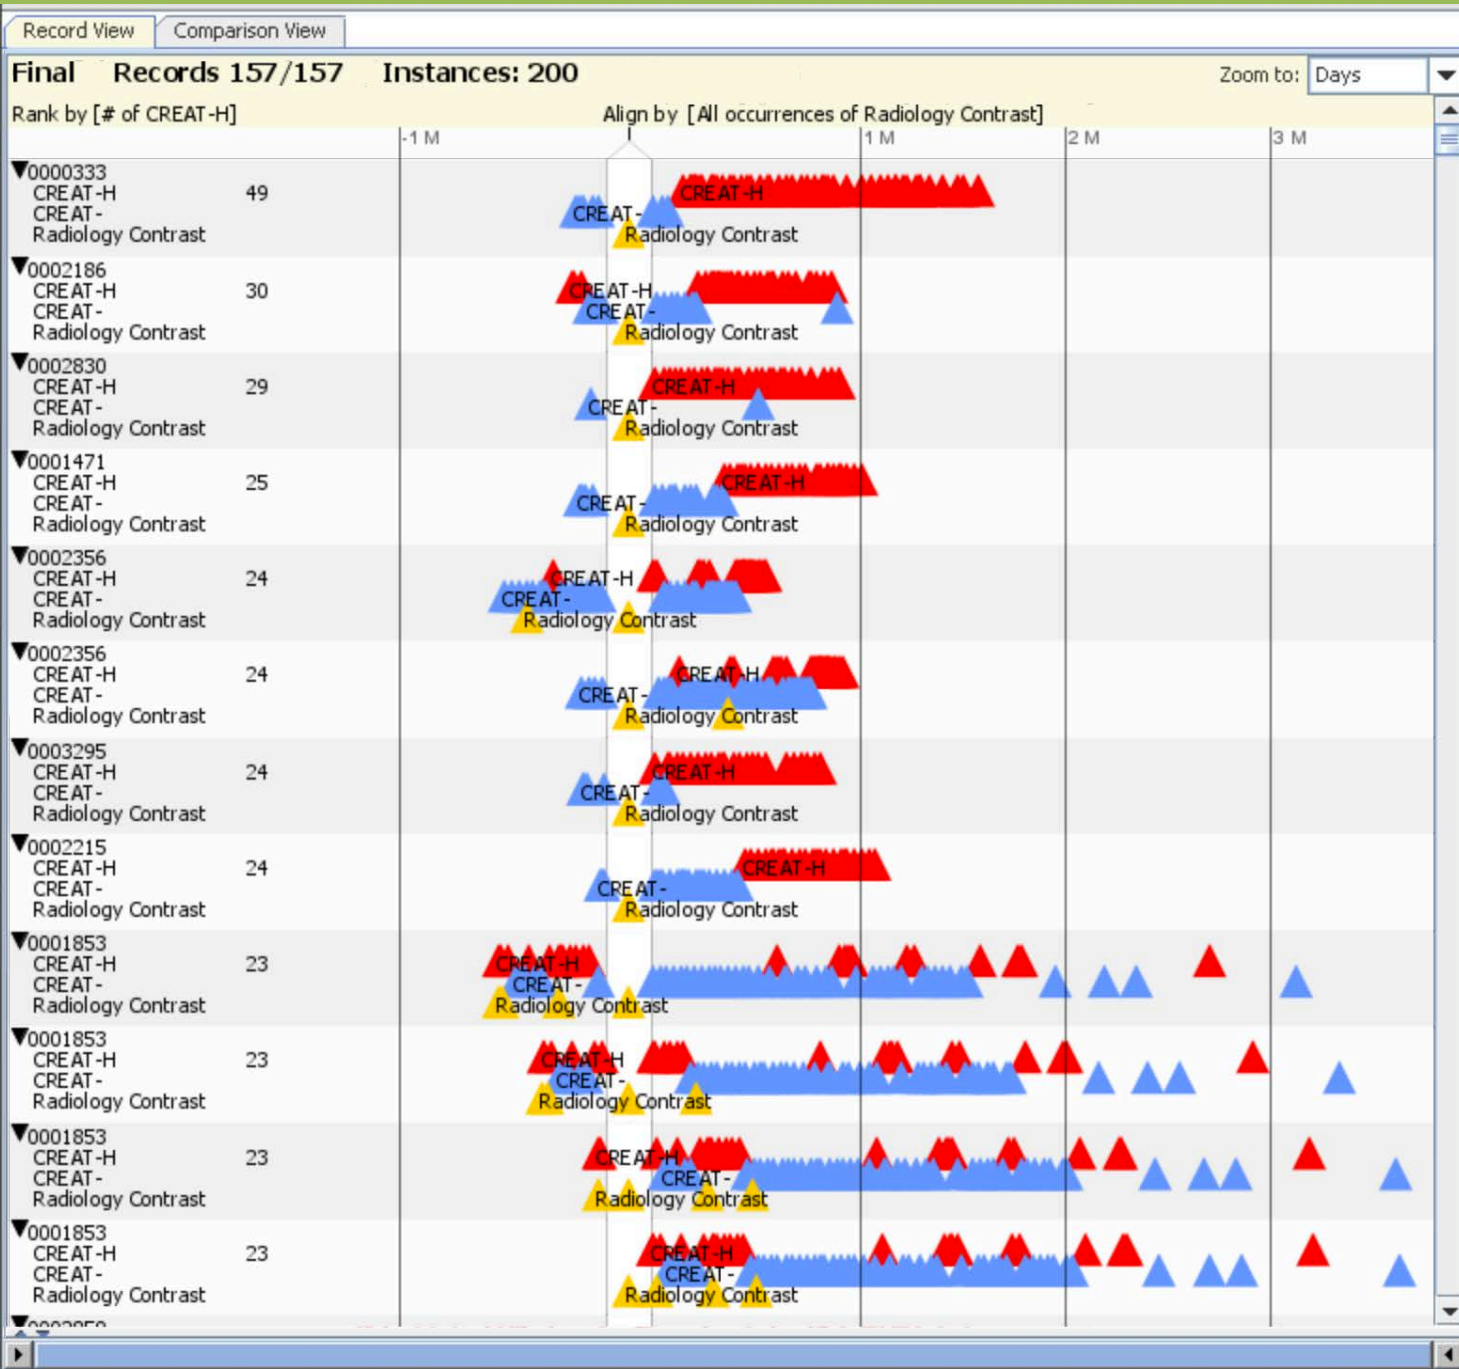 Record View Comparison View
Final Records 157/157 Instances: 200 Zoom to: Days
Rank by [# of CREAT-H] Align by [All occurrences of Radiology Contrast]
-1 M 1 M 2 M 3 M
0000333
CREAT-H 49 CREAT-H
CREAT- CREAT-
Radiology Contrast Radiology Contrast
0002186
CREAT-H 30 CREAT-H
CREAT- CREAT-
Radiology Contrast Radiology Contrast
0002830
CREAT-H 29 CREAT-H
CREAT- CREAT-
Radiology Contrast Radiology Contrast
0001471
CREAT-H 25 CREAT-H
CREAT- CREAT-
Radiology Contrast Radiology Contrast
0002356
CREAT-H 24 CREAT-H
CREAT- CREAT-
Radiology Contrast Radiology Contrast
0002356
CREAT-H 24 CREAT-H
CREAT- CREAT-
Radiology Contrast Radiology Contrast
0003295
CREAT-H 24 CREAT-H
CREAT- CREAT-
Radiology Contrast Radiology Contrast
0002215
CREAT-H 24 CREAT-H
CREAT- CREAT-
Radiology Contrast Radiology Contrast
0001853
CREAT-H 23 CREAT-H
CREAT- CREAT-
Radiology Contrast Radiology Contrast
0001853
CREAT-H 23 CREAT-H
CREAT- CREAT-
Radiology Contrast Radiology Contrast
0001853
CREAT-H 23 CREAT-H
CREAT- CREAT-
Radiology Contrast Radiology Contrast
0001853
CREAT-H 23 CREAT-H
CREAT- CREAT-
Radiology Contrast Radiology Contrast